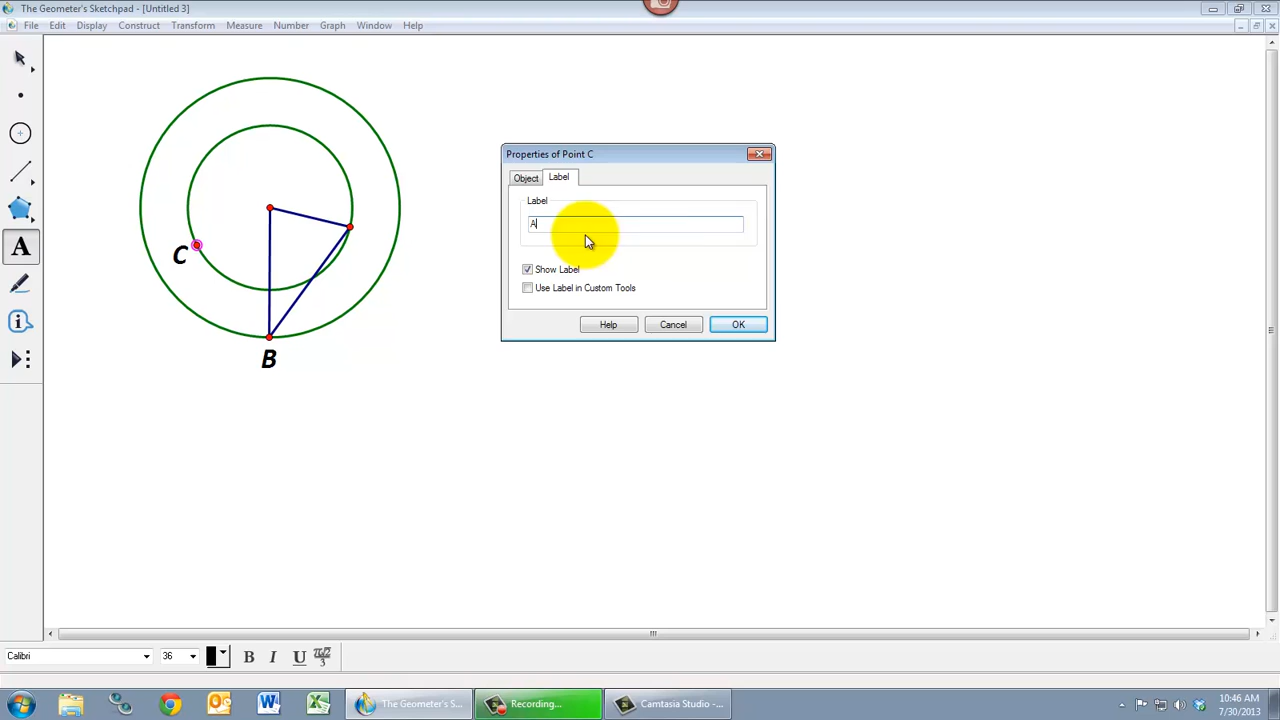 The Geometer's Sketchpad - [Untitled 3]
File Edit Display Construct Transform Measure Number Graph Window Help
Properties of Point C
Object Label
Label
A
Show Label
Use Label in Custom Tools
Help Cancel OK
C
B
A
Calibri 36 B I U
The Geometer's S... Recording... Camtasia Studio -...
10:46 AM
7/30/2013